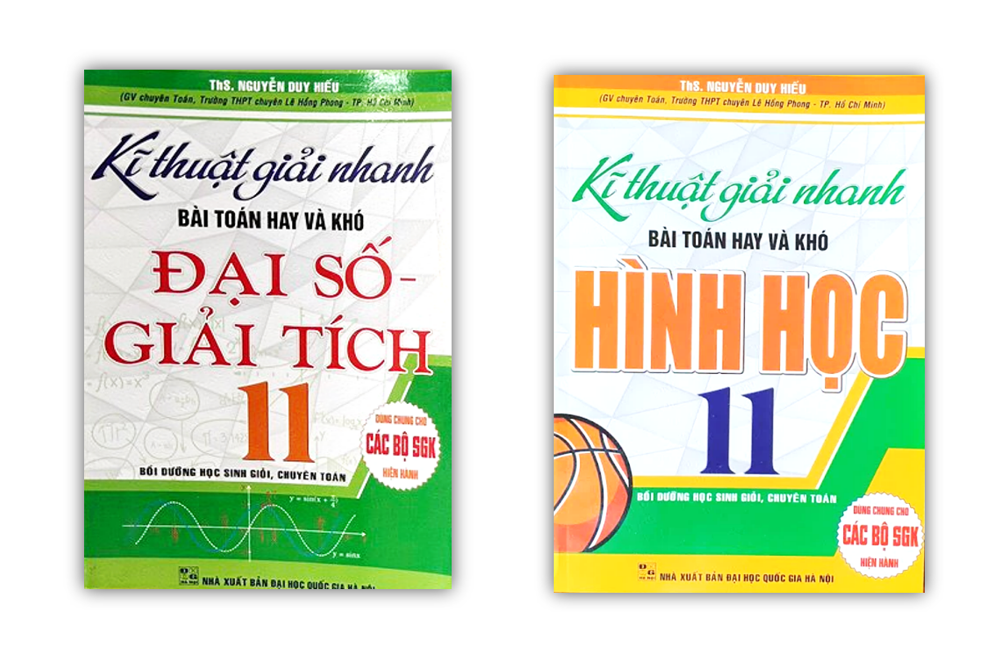 ThS. NGUYỄN DUY HIẾU
(GV chuyên Toán, Trường THPT chuyên Lê Hồng Phong - TP. Hồ Chí Minh)
Kĩ thuật giải nhanh
BÀI TOÁN HAY VÀ KHÓ
ĐẠI SỐ -
GIẢI TÍCH
11
DÙNG CHUNG CHO
CÁC BỘ SGK
HIỆN HÀNH
BỒI DƯỠNG HỌC SINH GIỎI, CHUYÊN TOÁN
y = sin(x + π/4)
y = sinx
NHÀ XUẤT BẢN ĐẠI HỌC QUỐC GIA HÀ NỘI
ThS. NGUYỄN DUY HIẾU
(GV chuyên Toán, Trường THPT chuyên Lê Hồng Phong - TP. Hồ Chí Minh)
Kĩ thuật giải nhanh
BÀI TOÁN HAY VÀ KHÓ
HÌNH HỌC
11
BỒI DƯỠNG HỌC SINH GIỎI, CHUYÊN TOÁN
DÙNG CHUNG CHO
CÁC BỘ SGK
HIỆN HÀNH
NHÀ XUẤT BẢN ĐẠI HỌC QUỐC GIA HÀ NỘI